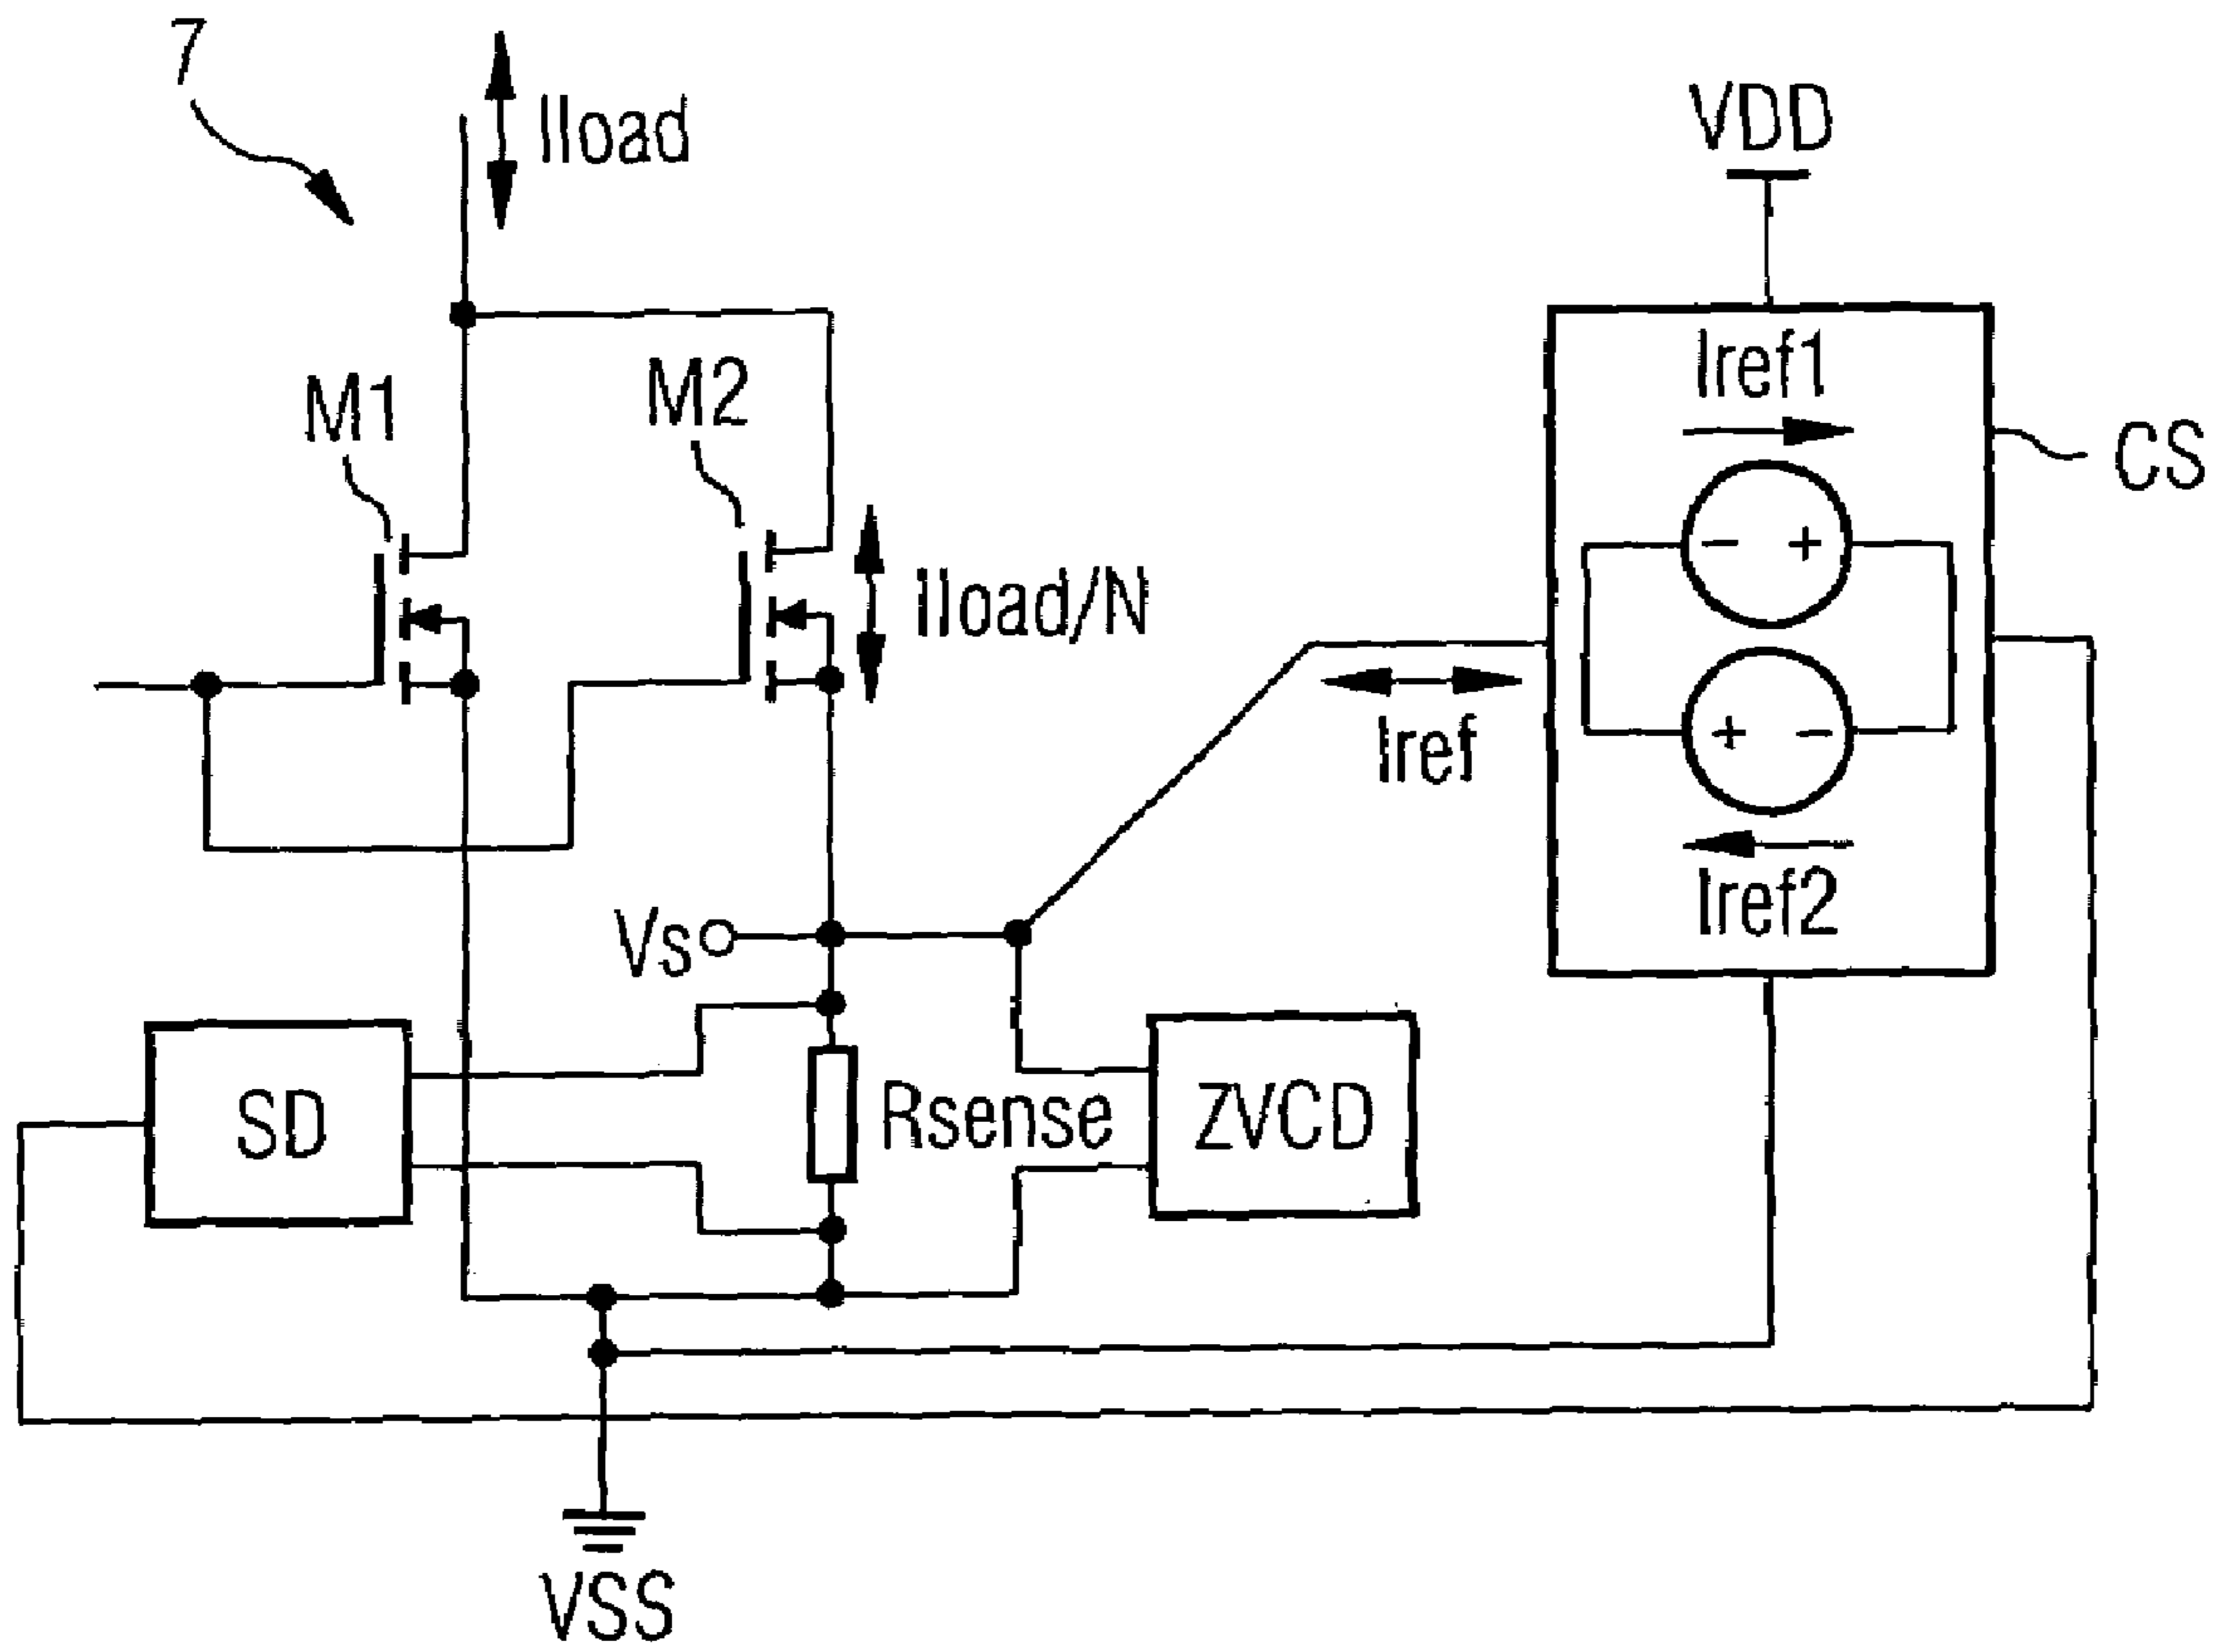 7
Iload
VDD
Iref1
M1
M2
CS
Iload/N
- +
Iref
+ -
Iref2
Vs
SD
Rsense
ZVCD
VSS